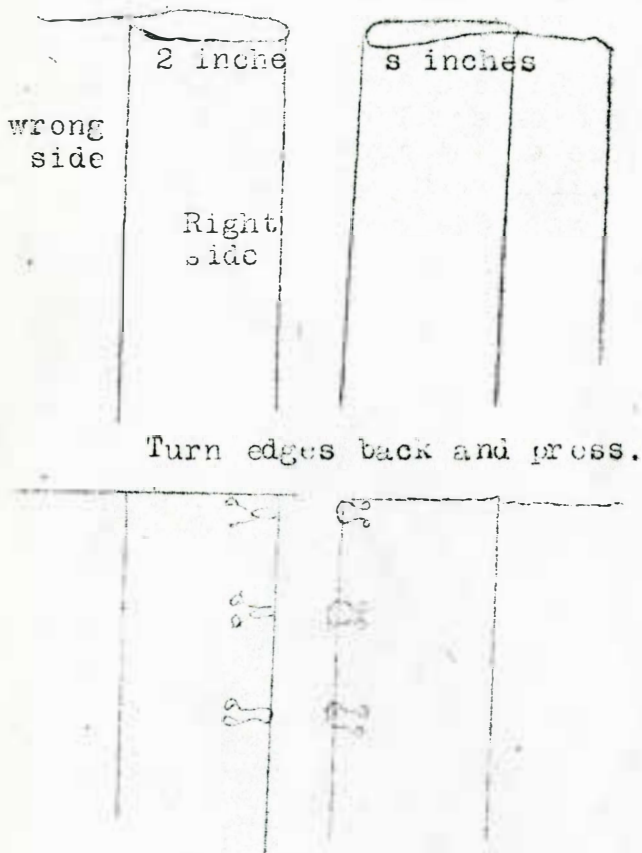 2 inche
s inches
wrong
side
Right
side
Turn edges back and press.